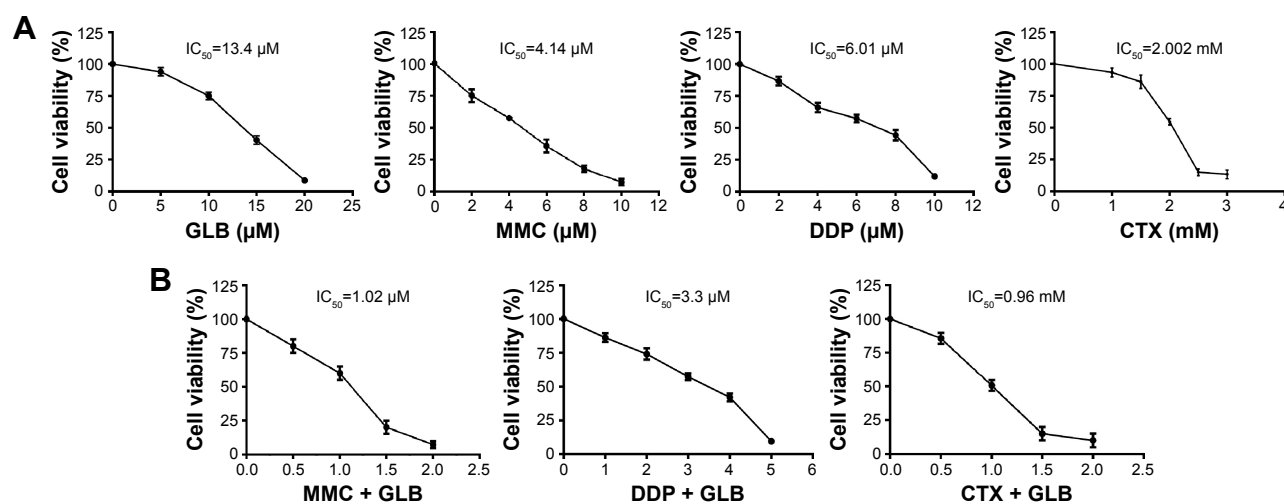 A
Cell viability (%)
125
100
75
50
25
0
IC50=13.4 µM
0 5 10 15 20 25
GLB (µM)
Cell viability (%)
125
100
75
50
25
0
IC50=4.14 µM
0 2 4 6 8 10 12
MMC (µM)
Cell viability (%)
125
100
75
50
25
0
IC50=6.01 µM
0 2 4 6 8 10 12
DDP (µM)
Cell viability (%)
125
100
75
50
25
0
IC50=2.002 mM
0 1 2 3 4
CTX (mM)
B
Cell viability (%)
125
100
75
50
25
0
IC50=1.02 µM
0.0 0.5 1.0 1.5 2.0 2.5
MMC + GLB
Cell viability (%)
125
100
75
50
25
0
IC50=3.3 µM
0 1 2 3 4 5 6
DDP + GLB
Cell viability (%)
125
100
75
50
25
0
IC50=0.96 mM
0.0 0.5 1.0 1.5 2.0 2.5
CTX + GLB